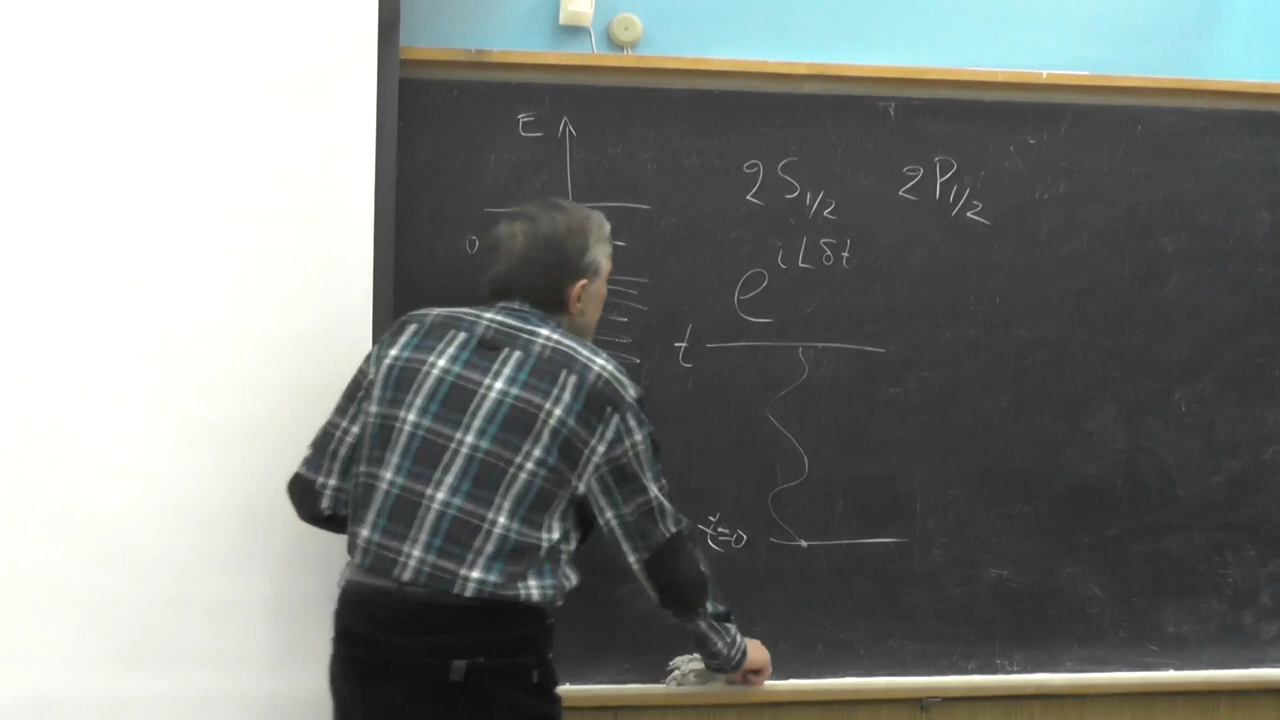 E
2S₁/₂ 2P₁/₂
0
e^{iLδt}
t
t=0